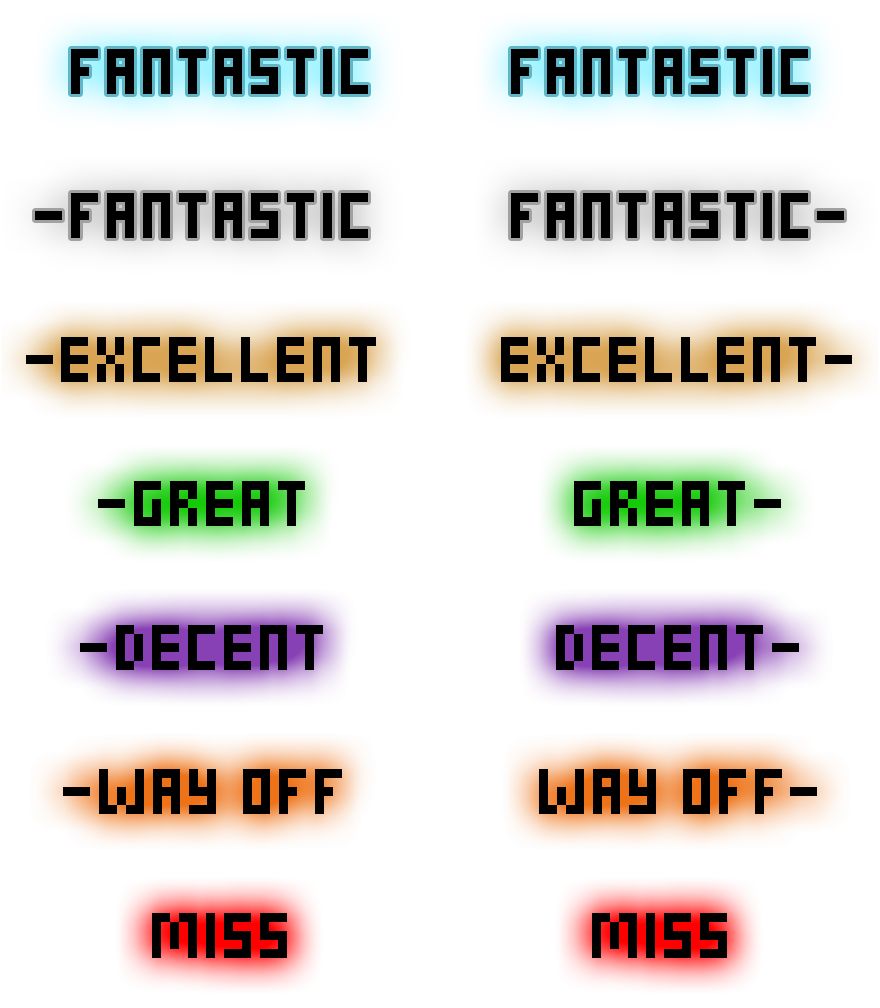 FANTASTIC FANTASTIC
-FANTASTIC FANTASTIC-
-EXCELLENT EXCELLENT-
-GREAT GREAT-
-DECENT DECENT-
-WAY OFF WAY OFF-
MISS MISS